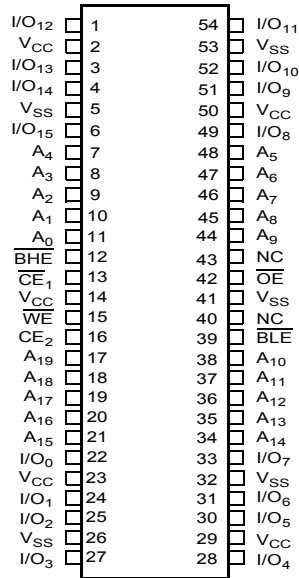 I/O12 1 54 I/O11
VCC 2 53 VSS
I/O13 3 52 I/O10
I/O14 4 51 I/O9
VSS 5 50 VCC
I/O15 6 49 I/O8
A4 7 48 A5
A3 8 47 A6
A2 9 46 A7
A1 10 45 A8
A0 11 44 A9
B̅H̅E̅ 12 43 NC
C̅E̅1 13 42 O̅E̅
VCC 14 41 VSS
W̅E̅ 15 40 NC
CE2 16 39 B̅L̅E̅
A19 17 38 A10
A18 18 37 A11
A17 19 36 A12
A16 20 35 A13
A15 21 34 A14
I/O0 22 33 I/O7
VCC 23 32 VSS
I/O1 24 31 I/O6
I/O2 25 30 I/O5
VSS 26 29 VCC
I/O3 27 28 I/O4